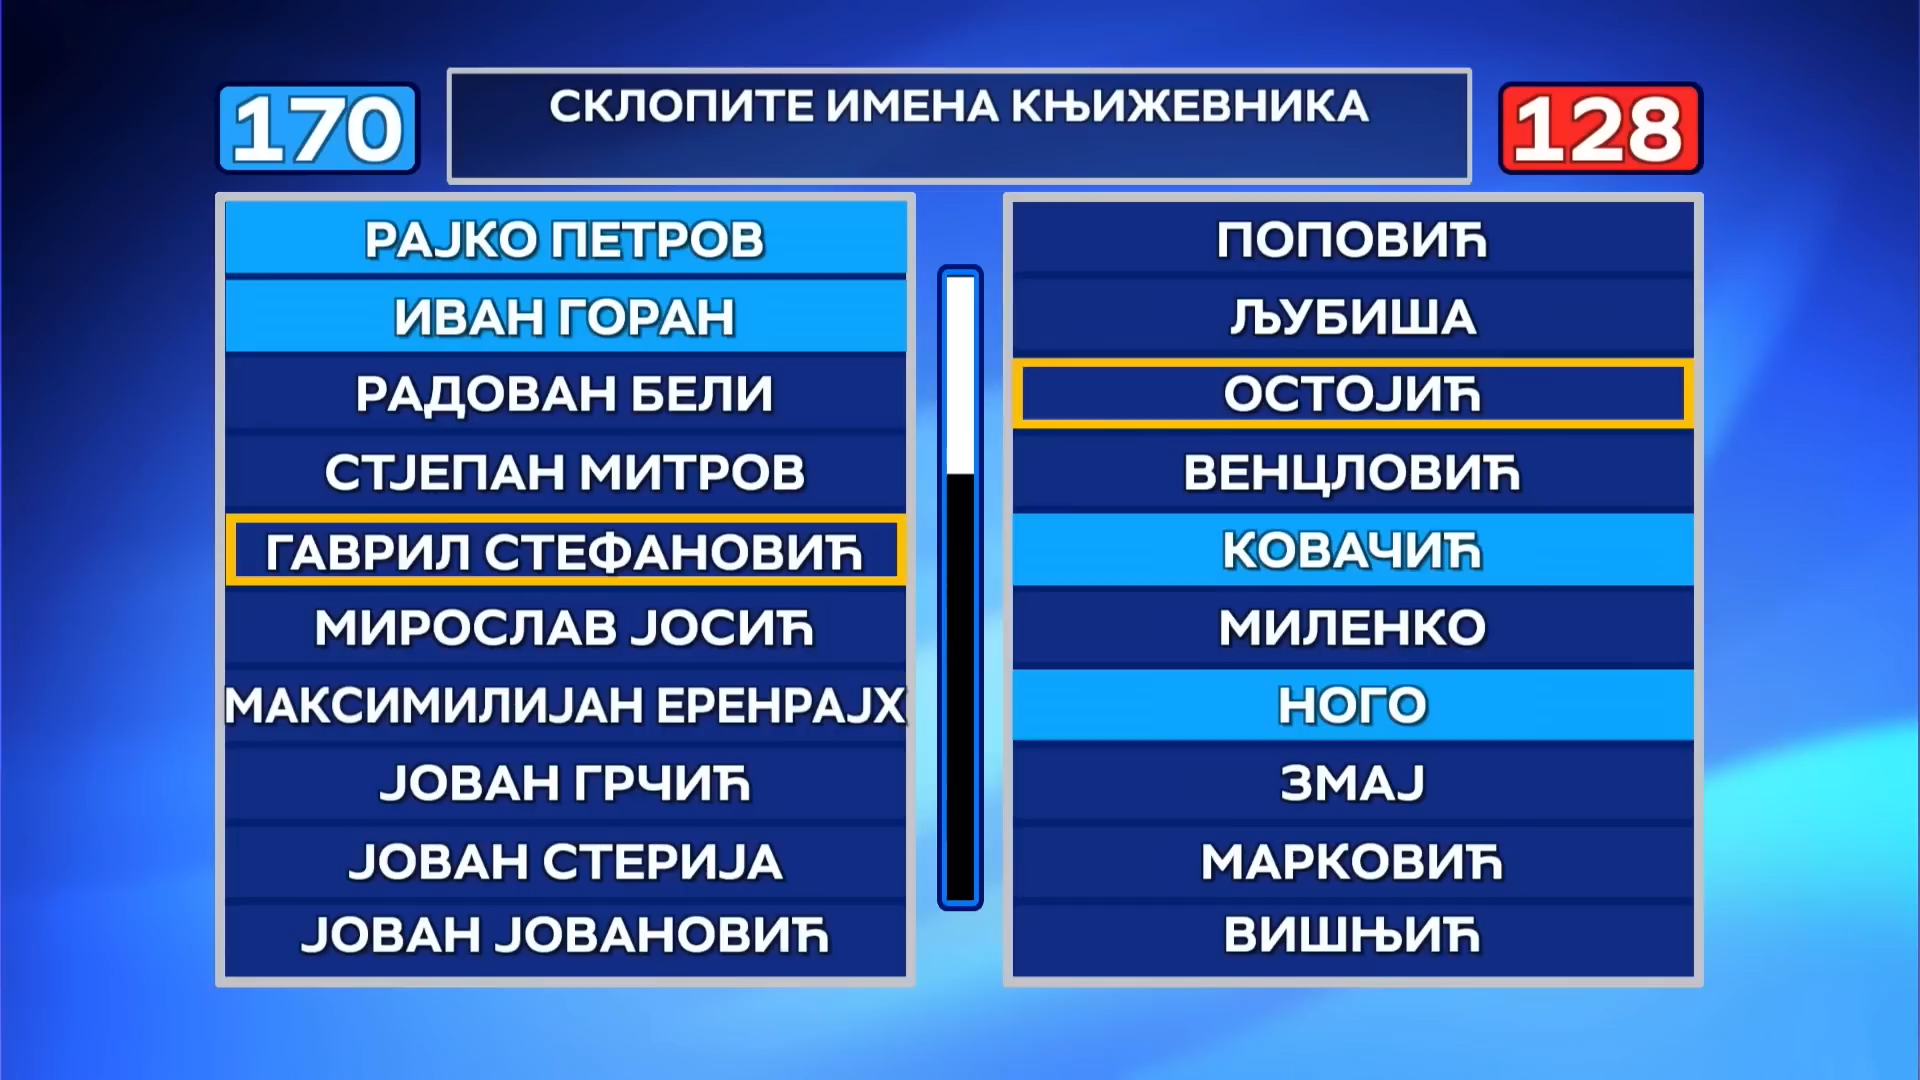 170
СКЛОПИТЕ ИМЕНА КЊИЖЕВНИКА
128
РАЈКО ПЕТРОВ
ИВАН ГОРАН
РАДОВАН БЕЛИ
СТЈЕПАН МИТРОВ
ГАВРИЛ СТЕФАНОВИЋ
МИРОСЛАВ ЈОСИЋ
МАКСИМИЛИЈАН ЕРЕНРАЈХ
ЈОВАН ГРЧИЋ
ЈОВАН СТЕРИЈА
ЈОВАН ЈОВАНОВИЋ
ПОПОВИЋ
ЉУБИША
ОСТОЈИЋ
ВЕНЦЛОВИЋ
КОВАЧИЋ
МИЛЕНКО
НОГО
ЗМАЈ
МАРКОВИЋ
ВИШЊИЋ